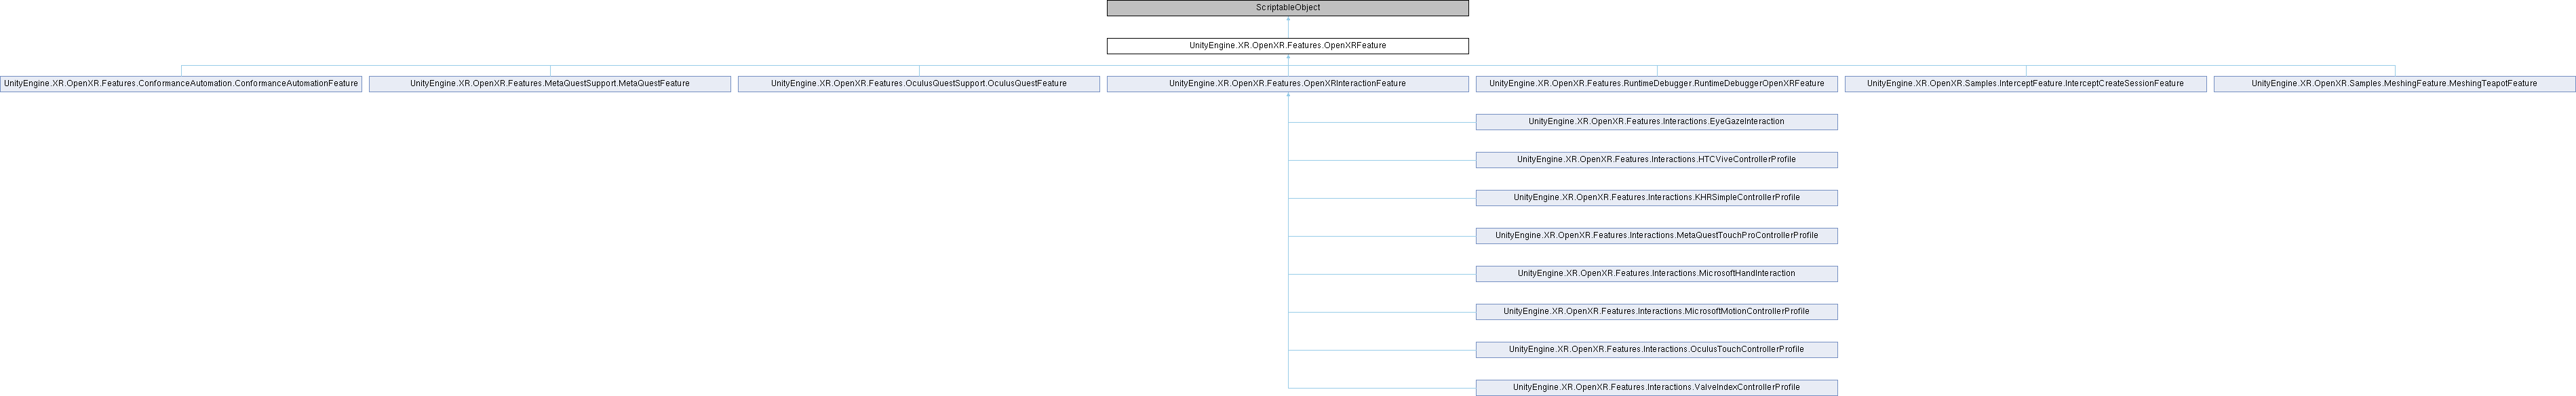 ScriptableObject
UnityEngine.XR.OpenXR.Features.OpenXRFeature
UnityEngine.XR.OpenXR.Features.ConformanceAutomation.ConformanceAutomationFeature
UnityEngine.XR.OpenXR.Features.MetaQuestSupport.MetaQuestFeature
UnityEngine.XR.OpenXR.Features.OculusQuestSupport.OculusQuestFeature
UnityEngine.XR.OpenXR.Features.OpenXRInteractionFeature
UnityEngine.XR.OpenXR.Features.RuntimeDebugger.RuntimeDebuggerOpenXRFeature
UnityEngine.XR.OpenXR.Samples.InterceptFeature.InterceptCreateSessionFeature
UnityEngine.XR.OpenXR.Samples.MeshingFeature.MeshingTeapotFeature
UnityEngine.XR.OpenXR.Features.Interactions.EyeGazeInteraction
UnityEngine.XR.OpenXR.Features.Interactions.HTCViveControllerProfile
UnityEngine.XR.OpenXR.Features.Interactions.KHRSimpleControllerProfile
UnityEngine.XR.OpenXR.Features.Interactions.MetaQuestTouchProControllerProfile
UnityEngine.XR.OpenXR.Features.Interactions.MicrosoftHandInteraction
UnityEngine.XR.OpenXR.Features.Interactions.MicrosoftMotionControllerProfile
UnityEngine.XR.OpenXR.Features.Interactions.OculusTouchControllerProfile
UnityEngine.XR.OpenXR.Features.Interactions.ValveIndexControllerProfile